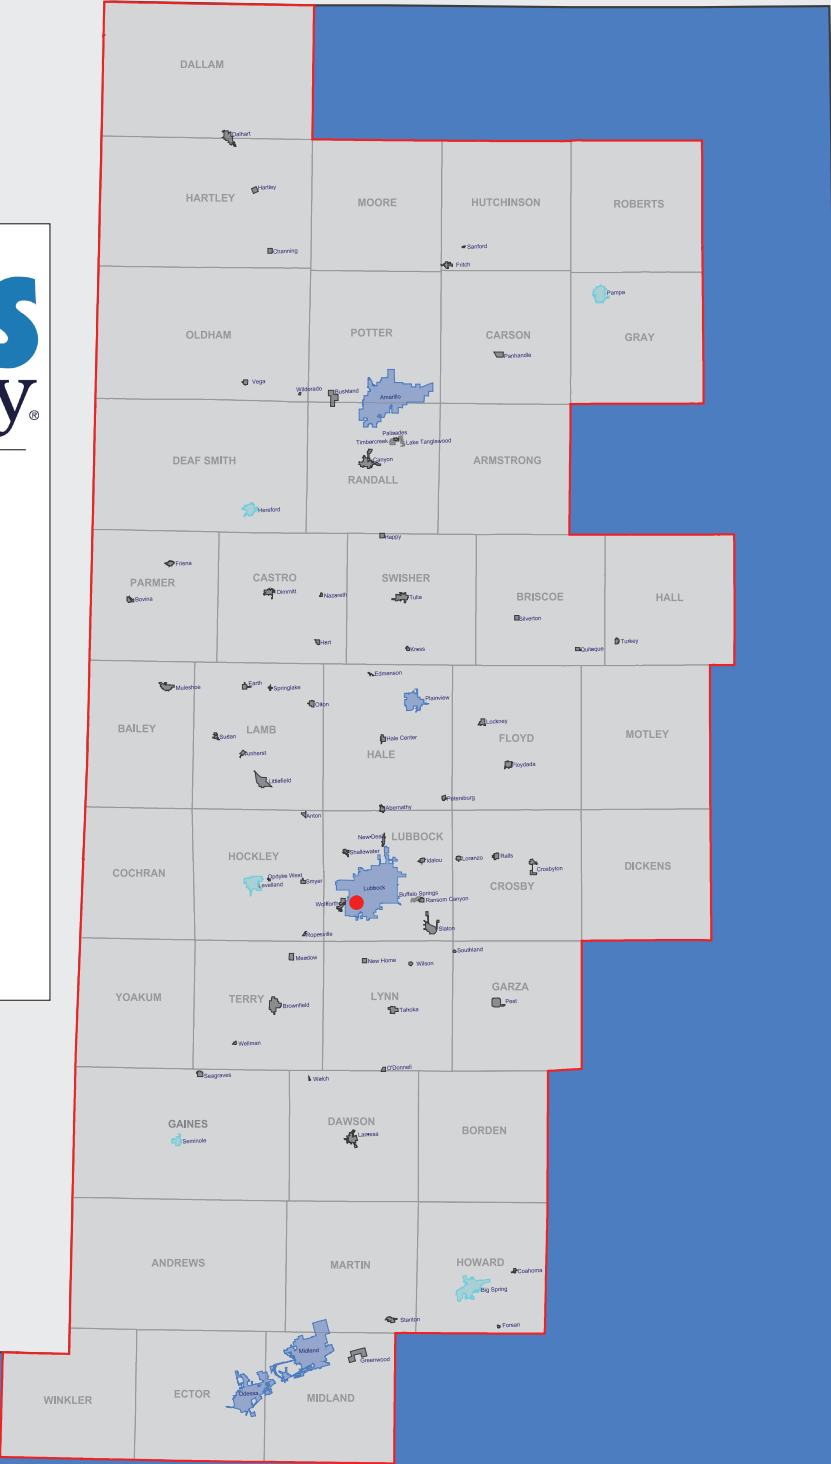 DALLAM
Dalhart
HARTLEY
Hartley
Channing
MOORE
HUTCHINSON
Sanford
Fritch
ROBERTS
s
y®
OLDHAM
Vega
Wildorado
POTTER
Bushland
Amarillo
CARSON
Panhandle
Pampa
GRAY
DEAF SMITH
Hereford
Palisades
Timbercreek
Lake Tanglewood
Canyon
RANDALL
ARMSTRONG
Happy
PARMER
Friona
Bovina
CASTRO
Dimmitt
Nazareth
Hart
SWISHER
Tulia
Kress
BRISCOE
Silverton
Quitaque
HALL
Turkey
BAILEY
Muleshoe
LAMB
Earth
Springlake
Olton
Sudan
Amherst
Littlefield
Edmonson
Plainview
HALE
Hale Center
Petersburg
Abernathy
FLOYD
Lockney
Floydada
MOTLEY
COCHRAN
Anton
HOCKLEY
Opdyke West
Levelland
Smyer
Ropesville
LUBBOCK
New Deal
Shallowater
Idalou
Lubbock
Wolfforth
Buffalo Springs
Ransom Canyon
Slaton
Lorenzo
Ralls
Crosbyton
CROSBY
DICKENS
YOAKUM
TERRY
Meadow
Brownfield
Wellman
LYNN
New Home
Wilson
Tahoka
O'Donnell
Southland
GARZA
Post
Seagraves
GAINES
Seminole
Welch
DAWSON
Lamesa
BORDEN
ANDREWS
MARTIN
Stanton
HOWARD
Coahoma
Big Spring
Forsan
WINKLER
ECTOR
Odessa
Midland
Greenwood
MIDLAND